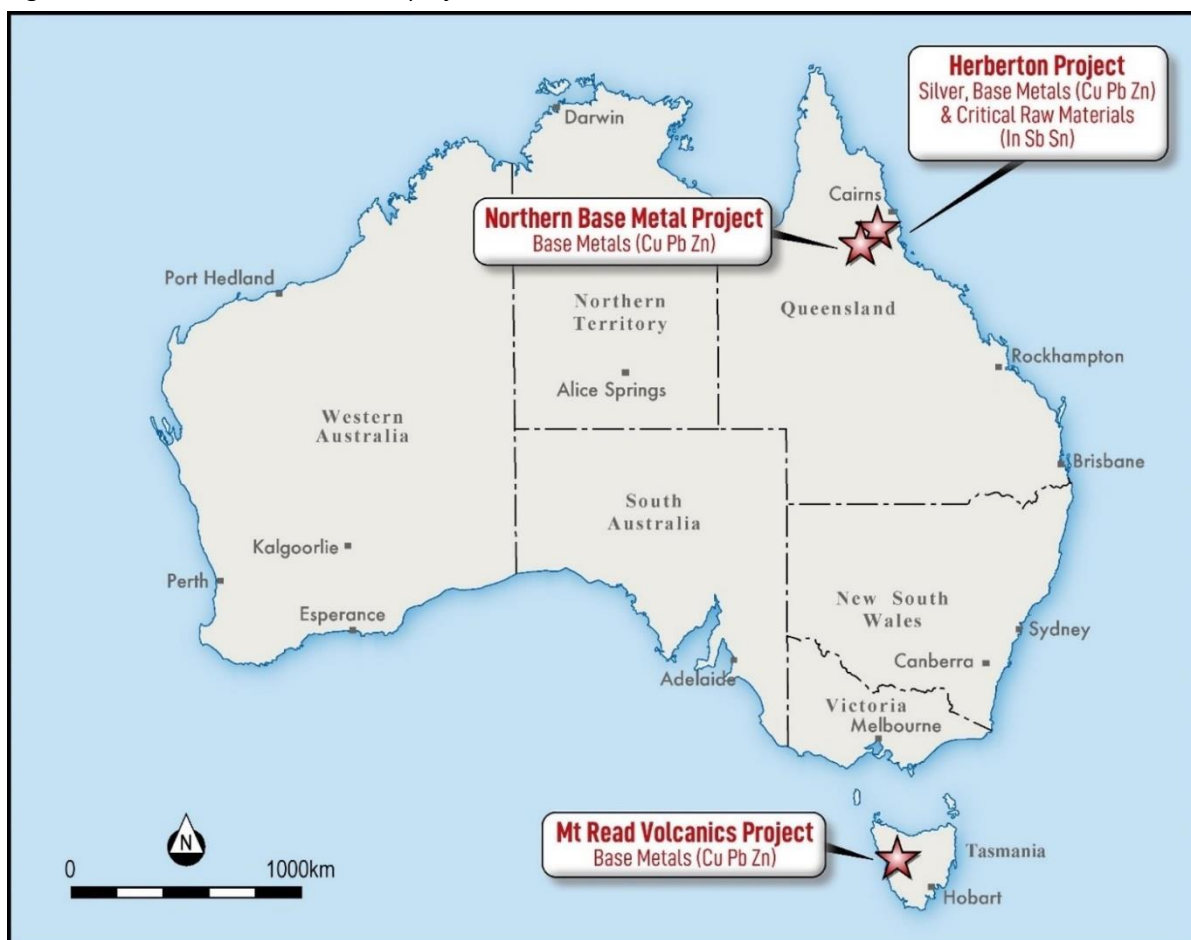 Herberton Project
Silver, Base Metals (Cu Pb Zn)
& Critical Raw Materials
(In Sb Sn)
Darwin
Cairns
Northern Base Metal Project
Base Metals (Cu Pb Zn)
Port Hedland
Northern
Territory
Queensland
Rockhampton
Alice Springs
Western
Australia
Brisbane
South
Australia
Kalgoorlie
Perth
Esperance
New South
Wales
Sydney
Canberra
Adelaide
Victoria
Melbourne
Mt Read Volcanics Project
Base Metals (Cu Pb Zn)
Tasmania
Hobart
N
0
1000km